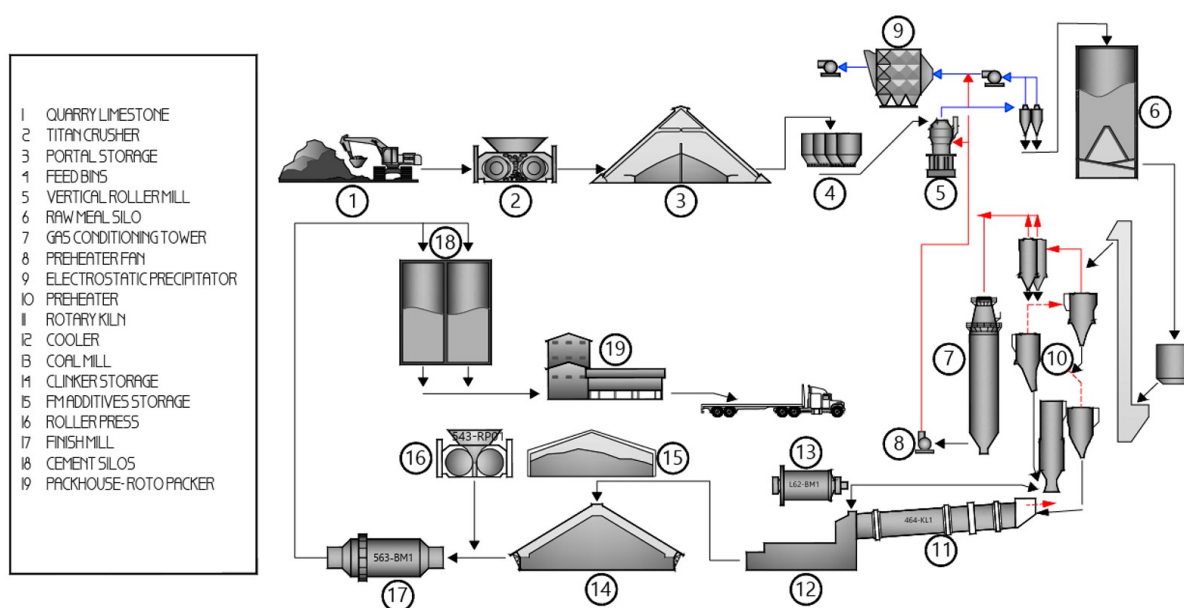 1 QUARRY LIMESTONE
2 TITAN CRUSHER
3 PORTAL STORAGE
4 FEED BINS
5 VERTICAL ROLLER MILL
6 RAW MEAL SILO
7 GAS CONDITIONING TOWER
8 PREHEATER FAN
9 ELECTROSTATIC PRECIPITATOR
10 PREHEATER
11 ROTARY KILN
12 COOLER
13 COAL MILL
14 CLINKER STORAGE
15 FM ADDITIVES STORAGE
16 ROLLER PRESS
17 FINISH MILL
18 CEMENT SILOS
19 PACKHOUSE-ROTO PACKER
9
6
1
2
3
4
5
18
19
7
10
8
543-RP01
16
15
13
L62-BM1
464-KL1
11
563-BM1
17
14
12